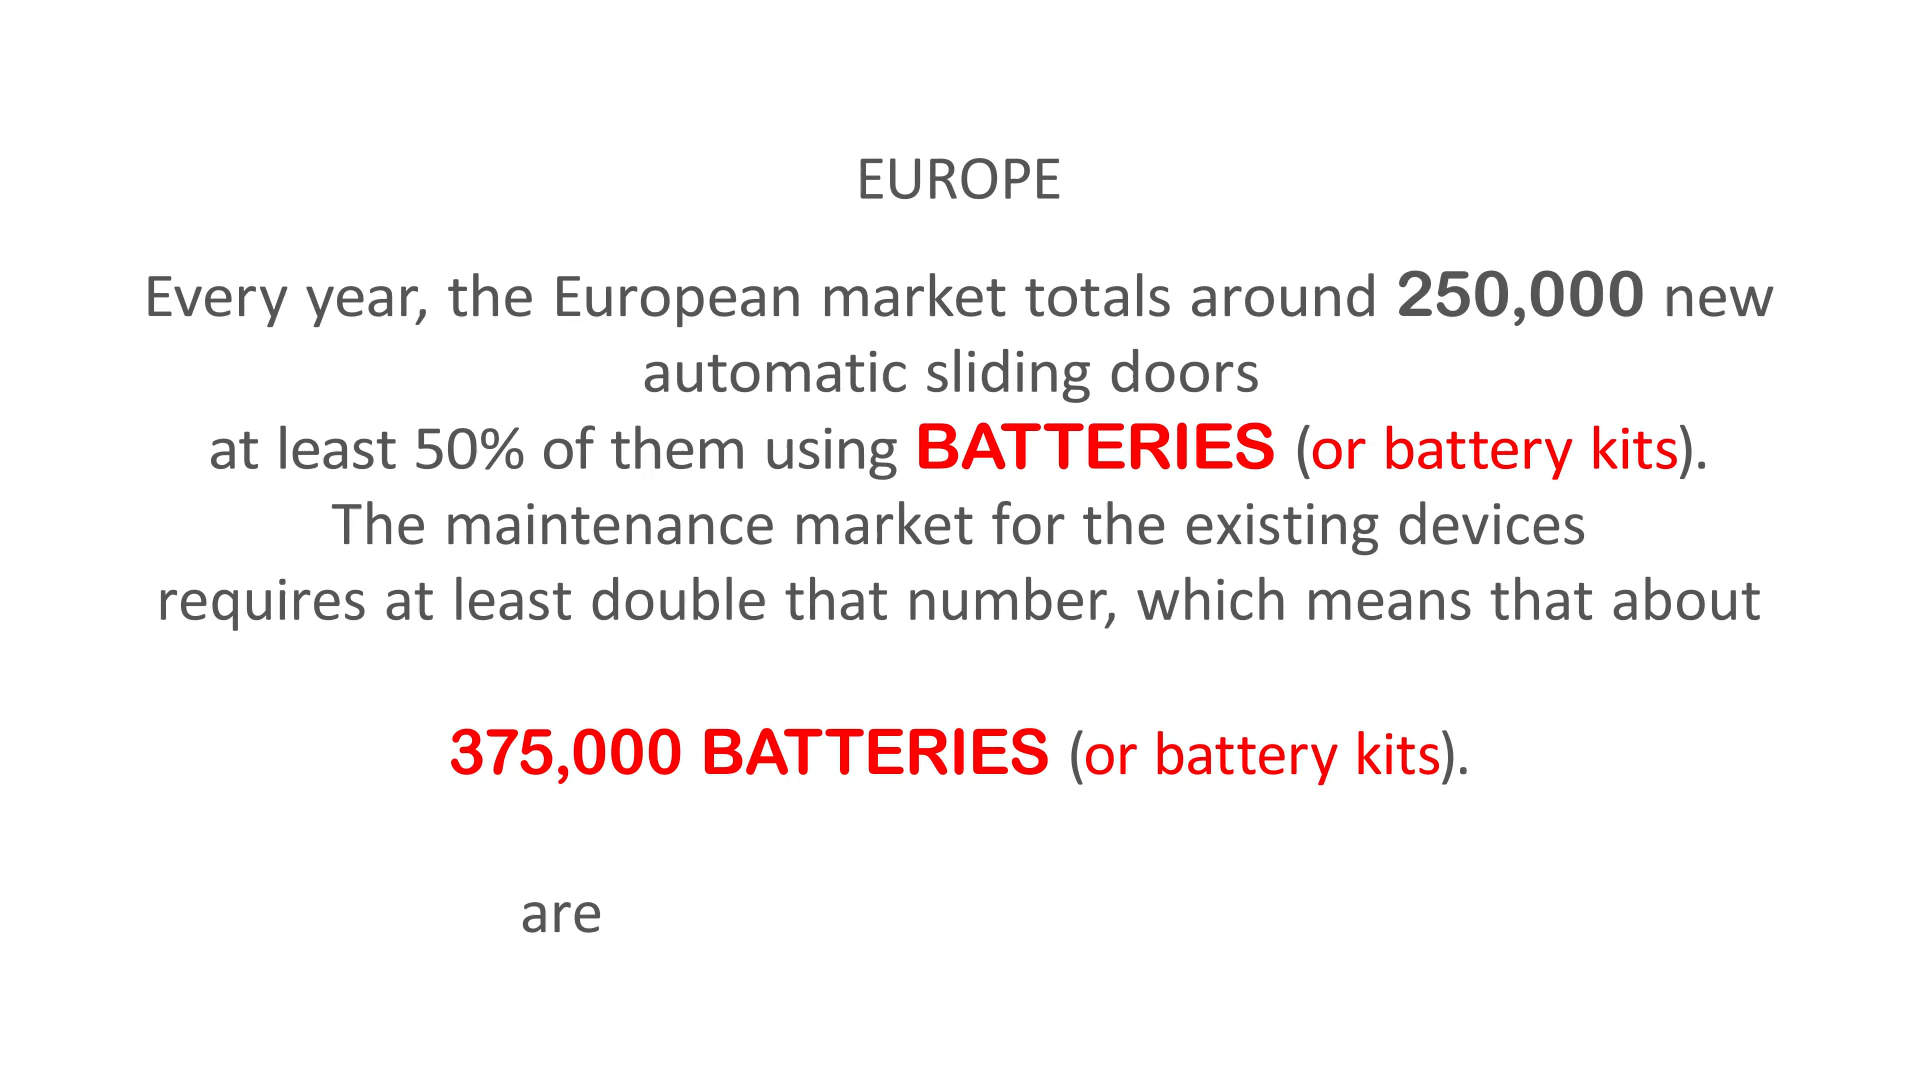 EUROPE
Every year, the European market totals around 250,000 new
automatic sliding doors
at least 50% of them using BATTERIES (or battery kits).
The maintenance market for the existing devices
requires at least double that number, which means that about
375,000 BATTERIES (or battery kits).
are